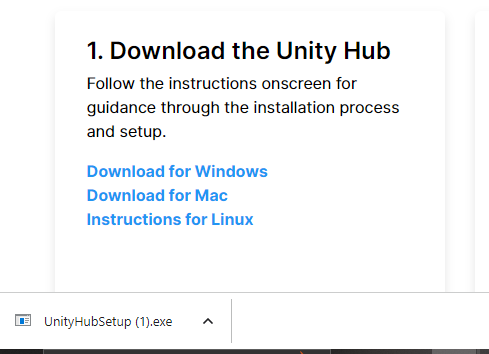 1. Download the Unity Hub
Follow the instructions onscreen for
guidance through the installation process
and setup.
Download for Windows
Download for Mac
Instructions for Linux
UnityHubSetup (1).exe